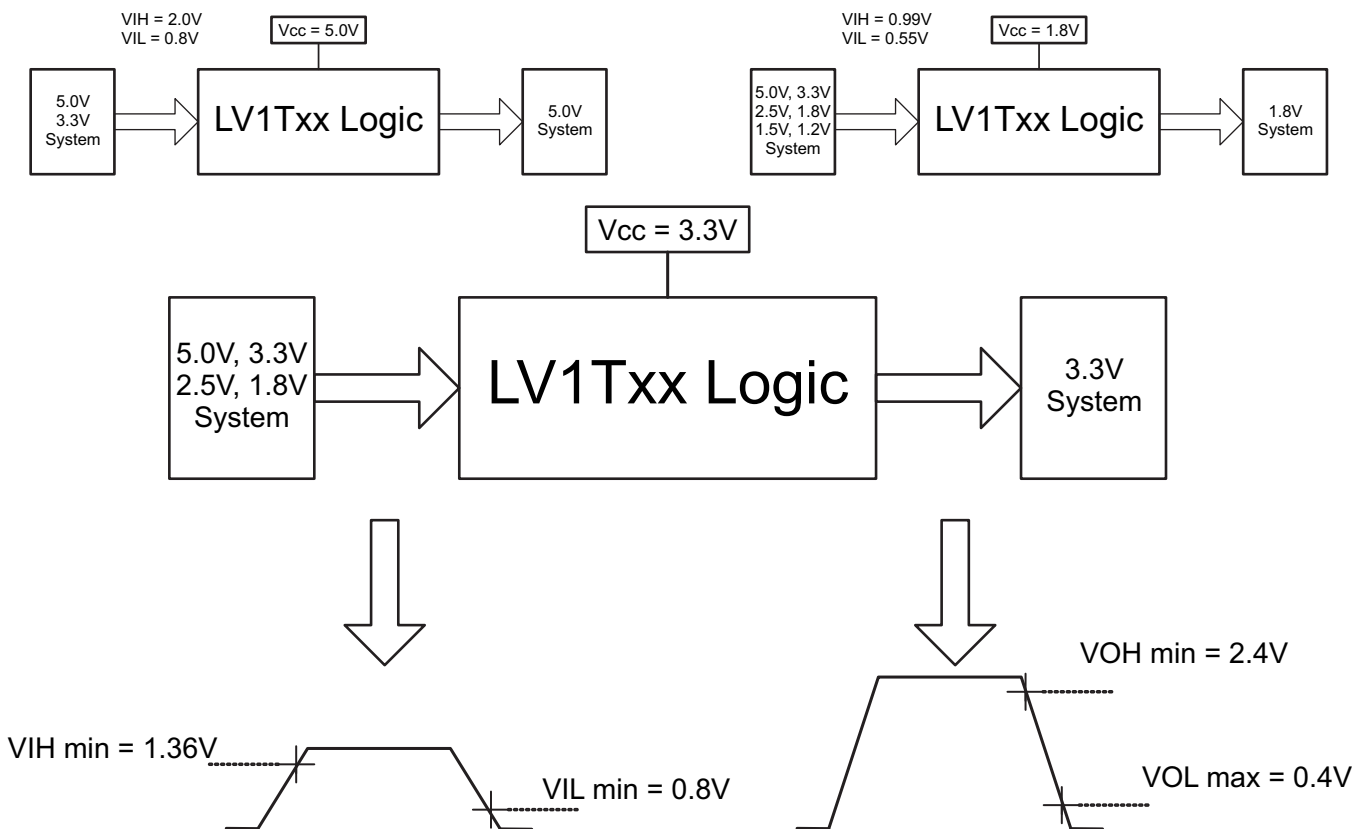 VIH = 2.0V
VIL = 0.8V
Vcc = 5.0V
5.0V
3.3V
System
LV1Txx Logic
5.0V
System
VIH = 0.99V
VIL = 0.55V
Vcc = 1.8V
5.0V, 3.3V
2.5V, 1.8V
1.5V, 1.2V
System
LV1Txx Logic
1.8V
System
Vcc = 3.3V
5.0V, 3.3V
2.5V, 1.8V
System
LV1Txx Logic
3.3V
System
VIH min = 1.36V
VIL min = 0.8V
VOH min = 2.4V
VOL max = 0.4V